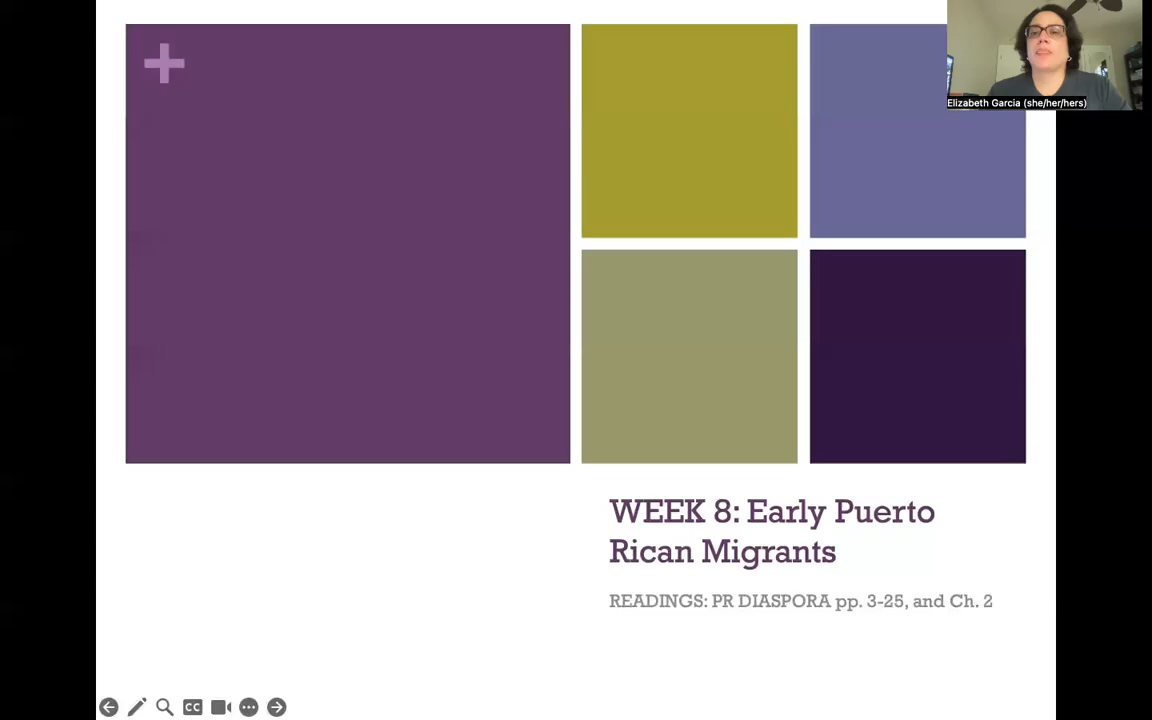 Elizabeth Garcia (she/her/hers)
WEEK 8: Early Puerto
Rican Migrants
READINGS: PR DIASPORA pp. 3-25, and Ch. 2
CC